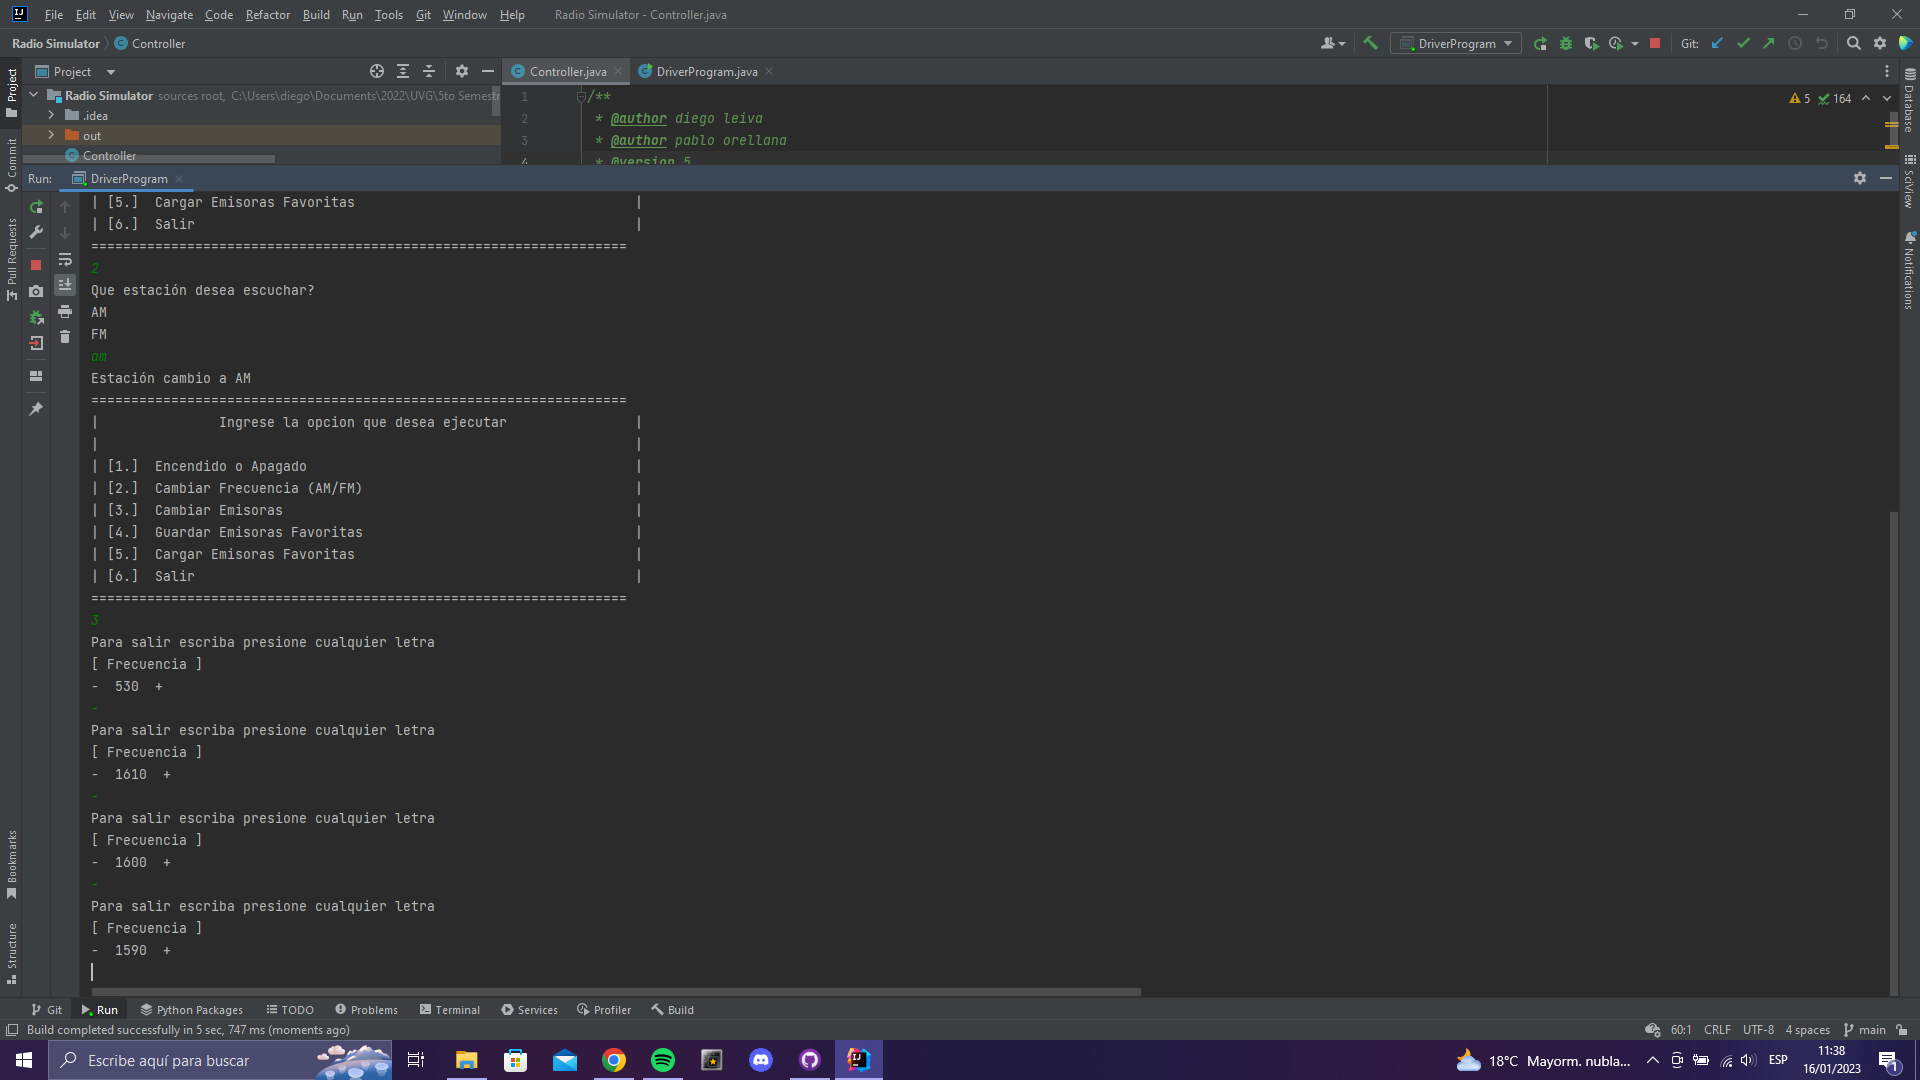 File Edit View Navigate Code Refactor Build Run Tools Git Window Help Radio Simulator - Controller.java
Radio Simulator Controller DriverProgram Git:
Project Controller.java DriverProgram.java
Radio Simulator sources root, C:\Users\diego\Documents\2022\UVG\5to Semestr
.idea
out
Controller
1 /**
2 * @author diego leiva
3 * @author pablo orellana
4 * @version 5
5 164
Run: DriverProgram
| [5.] Cargar Emisoras Favoritas |
| [6.] Salir |
===================================================================
2
Que estación desea escuchar?
AM
FM
am
Estación cambio a AM
===================================================================
| Ingrese la opcion que desea ejecutar |
| |
| [1.] Encendido o Apagado |
| [2.] Cambiar Frecuencia (AM/FM) |
| [3.] Cambiar Emisoras |
| [4.] Guardar Emisoras Favoritas |
| [5.] Cargar Emisoras Favoritas |
| [6.] Salir |
===================================================================
3
Para salir escriba presione cualquier letra
[ Frecuencia ]
- 530 +
-
Para salir escriba presione cualquier letra
[ Frecuencia ]
- 1610 +
-
Para salir escriba presione cualquier letra
[ Frecuencia ]
- 1600 +
-
Para salir escriba presione cualquier letra
[ Frecuencia ]
- 1590 +
Project
Commit
Pull Requests
Bookmarks
Structure
Database
SciView
Notifications
Git Run Python Packages TODO Problems Terminal Services Profiler Build
Build completed successfully in 5 sec, 747 ms (moments ago) 60:1 CRLF UTF-8 4 spaces main
Escribe aquí para buscar 18°C Mayorm. nubla... ESP 11:38
16/01/2023
1